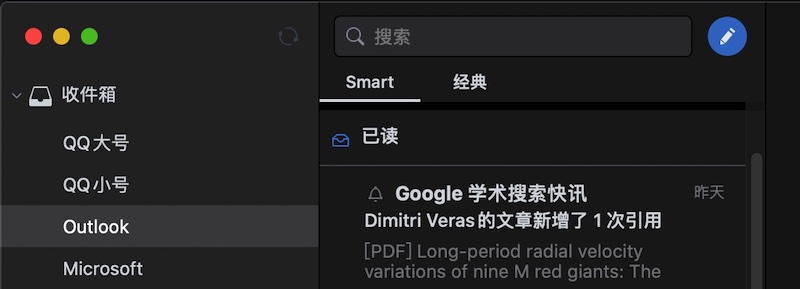 收件箱
QQ大号
QQ小号
Outlook
Microsoft
搜索
Smart
经典
已读
Google 学术搜索快讯
昨天
Dimitri Veras的文章新增了 1 次引用
[PDF] Long-period radial velocity
variations of nine M red giants: The